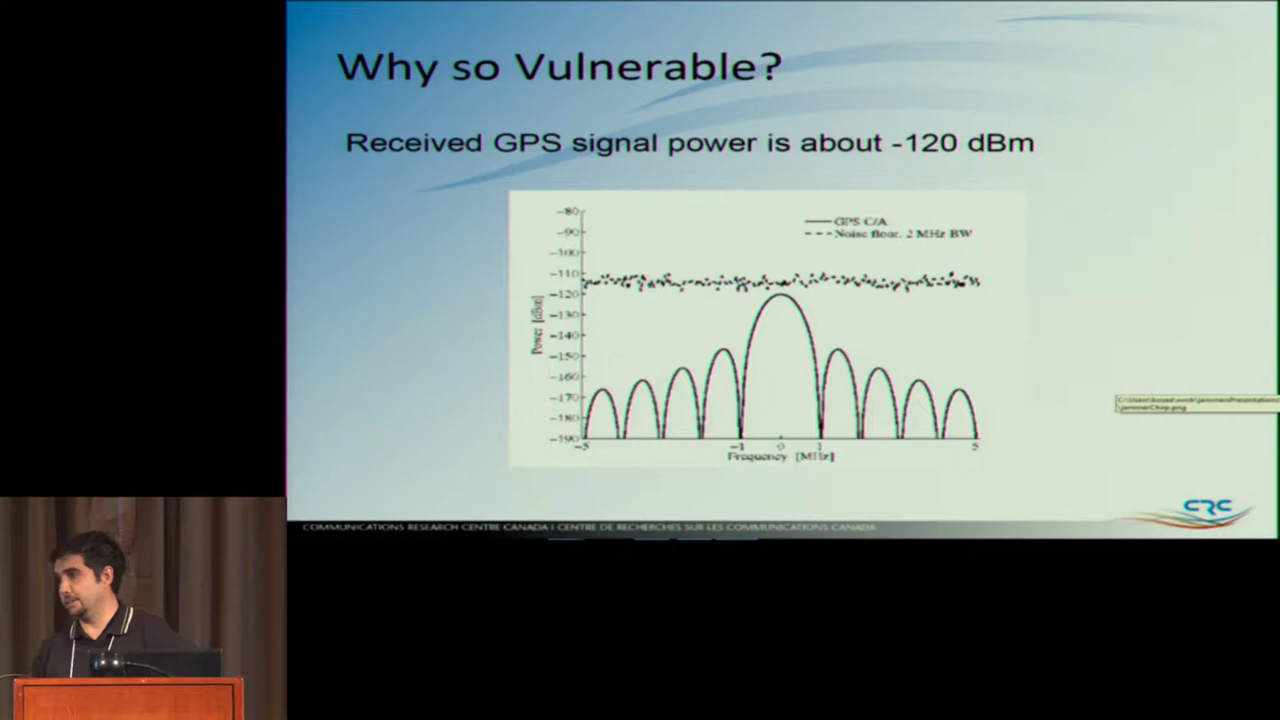 Why so Vulnerable?
Received GPS signal power is about -120 dBm
GPS C/A
Noise floor. 2 MHz BW
-80
-90
-100
-110
-120
-130
-140
-150
-160
-170
-180
-190
Power [dBm]
-5
-1
0
1
5
Frequency [MHz]
\jammerChirp.png
CRC
COMMUNICATIONS RESEARCH CENTRE CANADA | CENTRE DE RECHERCHES SUR LES COMMUNICATIONS CANADA